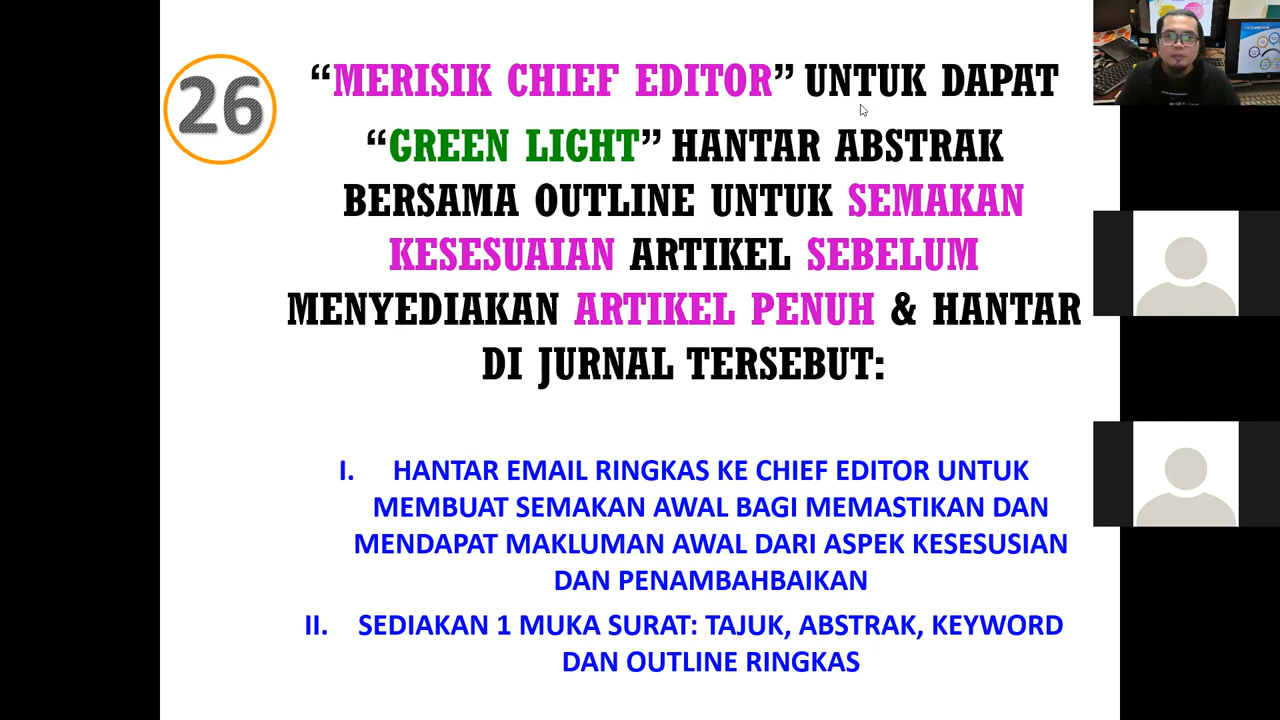 26
“MERISIK CHIEF EDITOR” UNTUK DAPAT
“GREEN LIGHT” HANTAR ABSTRAK
BERSAMA OUTLINE UNTUK SEMAKAN
KESESUAIAN ARTIKEL SEBELUM
MENYEDIAKAN ARTIKEL PENUH & HANTAR
DI JURNAL TERSEBUT:
I. HANTAR EMAIL RINGKAS KE CHIEF EDITOR UNTUK
MEMBUAT SEMAKAN AWAL BAGI MEMASTIKAN DAN
MENDAPAT MAKLUMAN AWAL DARI ASPEK KESESUSIAN
DAN PENAMBAHBAIKAN
II. SEDIAKAN 1 MUKA SURAT: TAJUK, ABSTRAK, KEYWORD
DAN OUTLINE RINGKAS